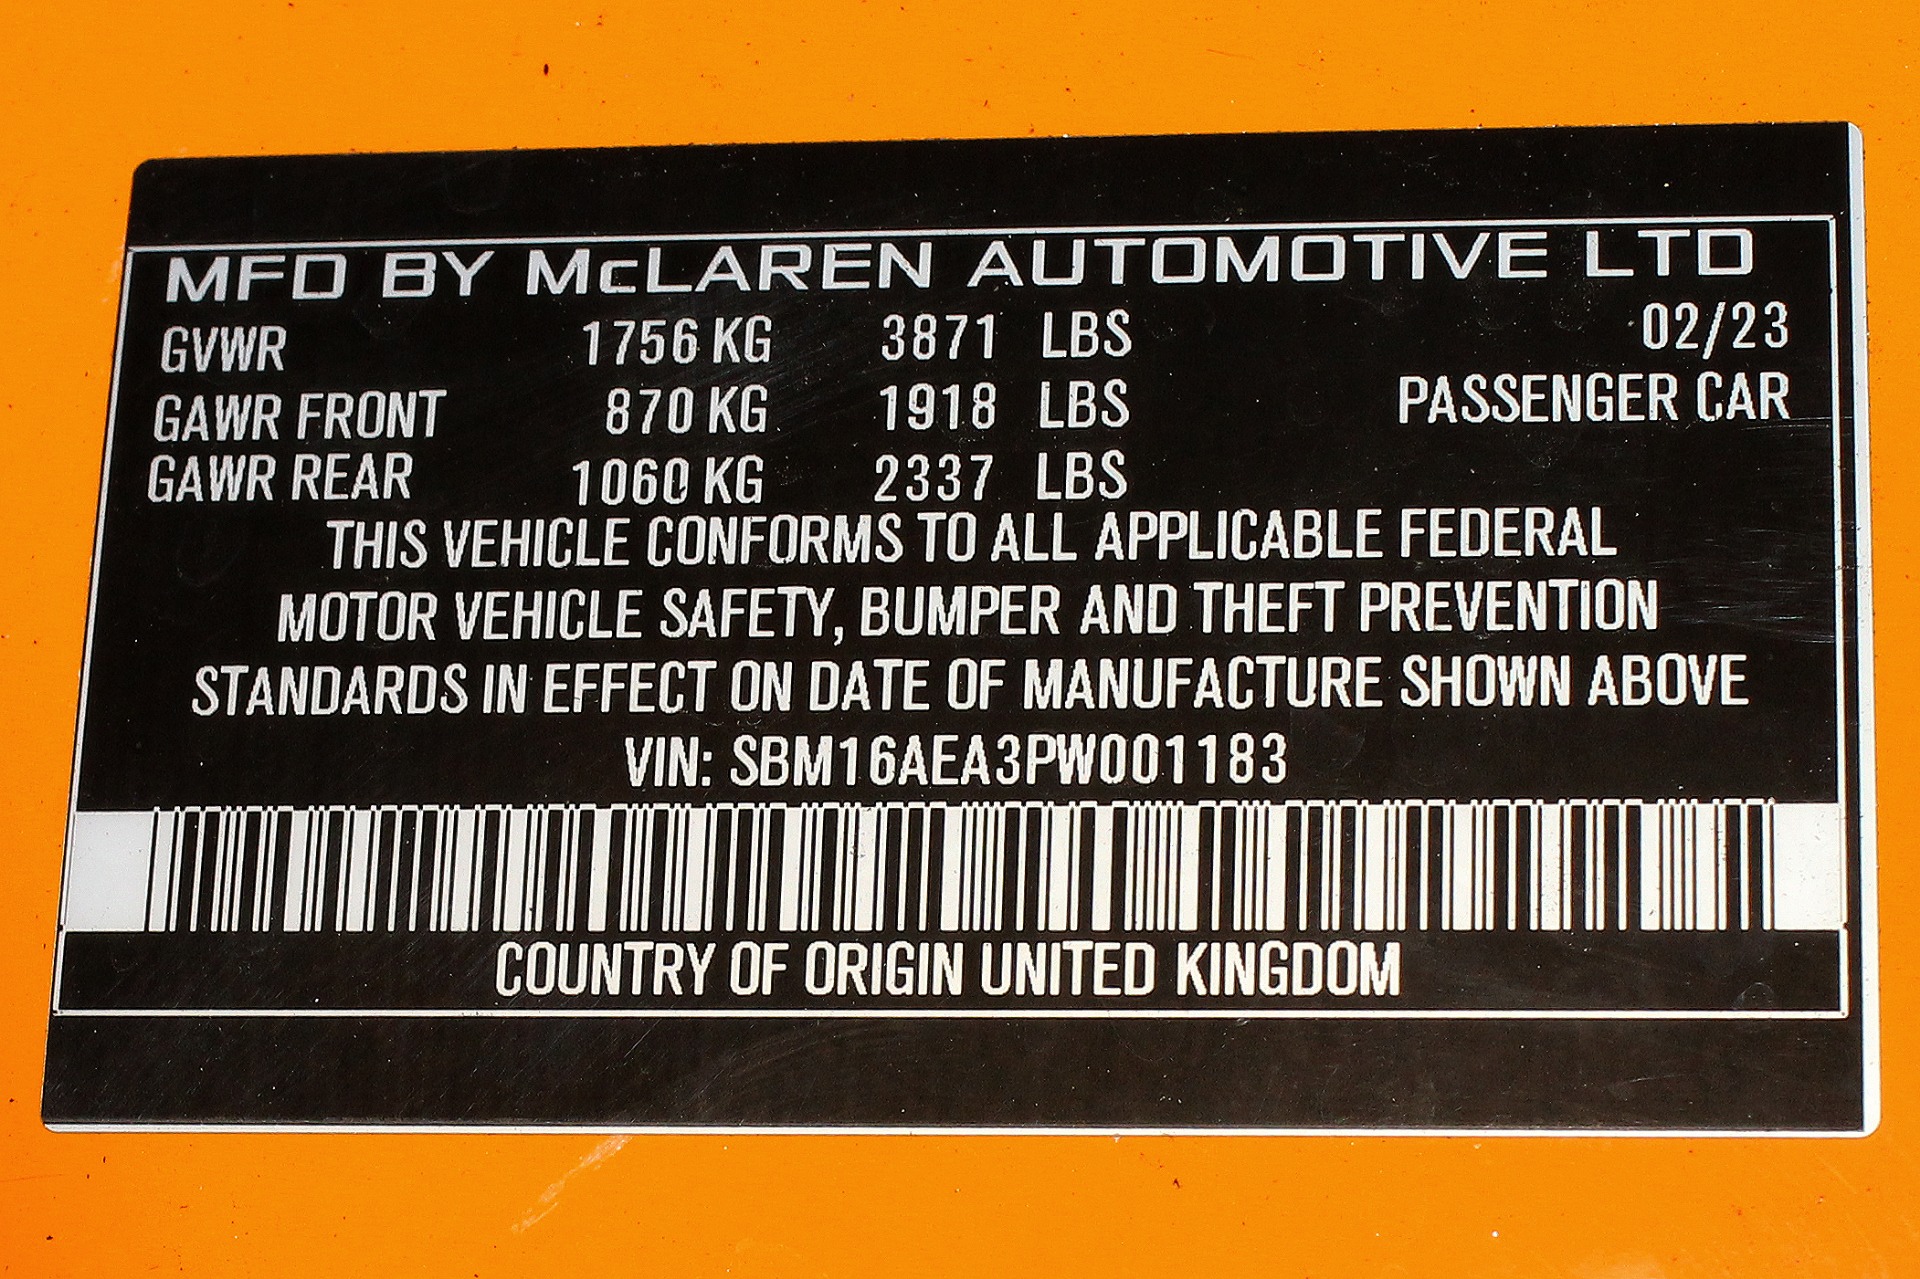 MFD BY McLAREN AUTOMOTIVE LTD
GVWR 1756 KG 3871 LBS 02/23
GAWR FRONT 870 KG 1918 LBS PASSENGER CAR
GAWR REAR 1060 KG 2337 LBS
THIS VEHICLE CONFORMS TO ALL APPLICABLE FEDERAL
MOTOR VEHICLE SAFETY, BUMPER AND THEFT PREVENTION
STANDARDS IN EFFECT ON DATE OF MANUFACTURE SHOWN ABOVE
VIN: SBM16AEA3PW001183
COUNTRY OF ORIGIN UNITED KINGDOM